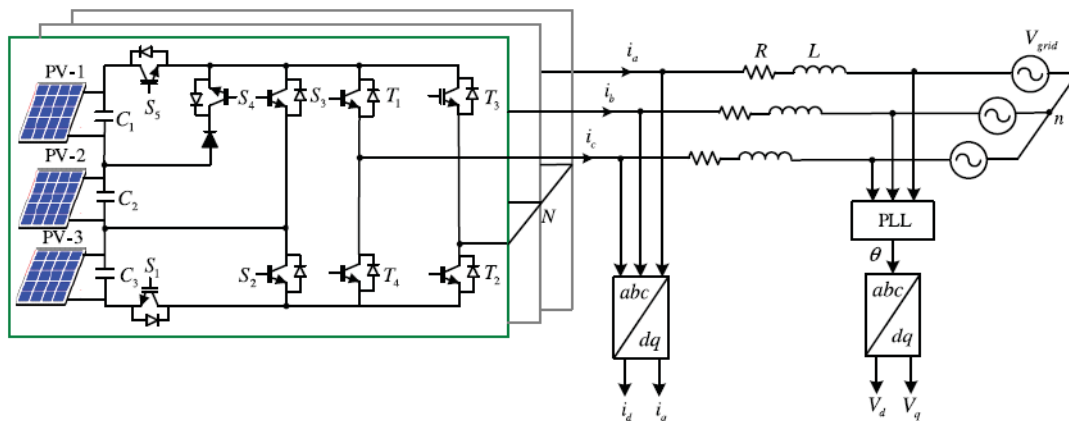 PV-1
PV-2
PV-3
C1
C2
C3
S5
S4
S3
T1
T3
S1
S2
T4
T2
N
ia
ib
ic
R
L
Vgrid
n
PLL
θ
abc
dq
abc
dq
id
ia
Vd
Vq